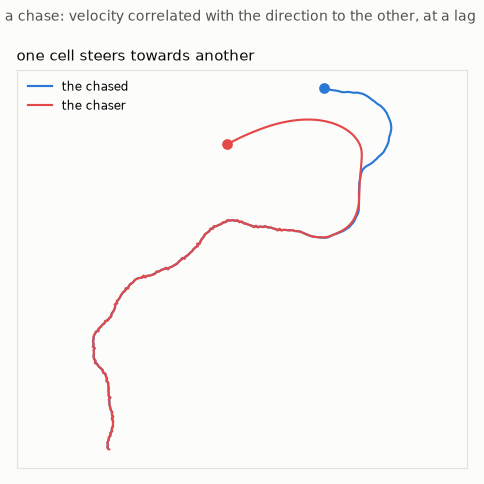 a chase: velocity correlated with the direction to the other, at a lag
one cell steers towards another
the chased
the chaser